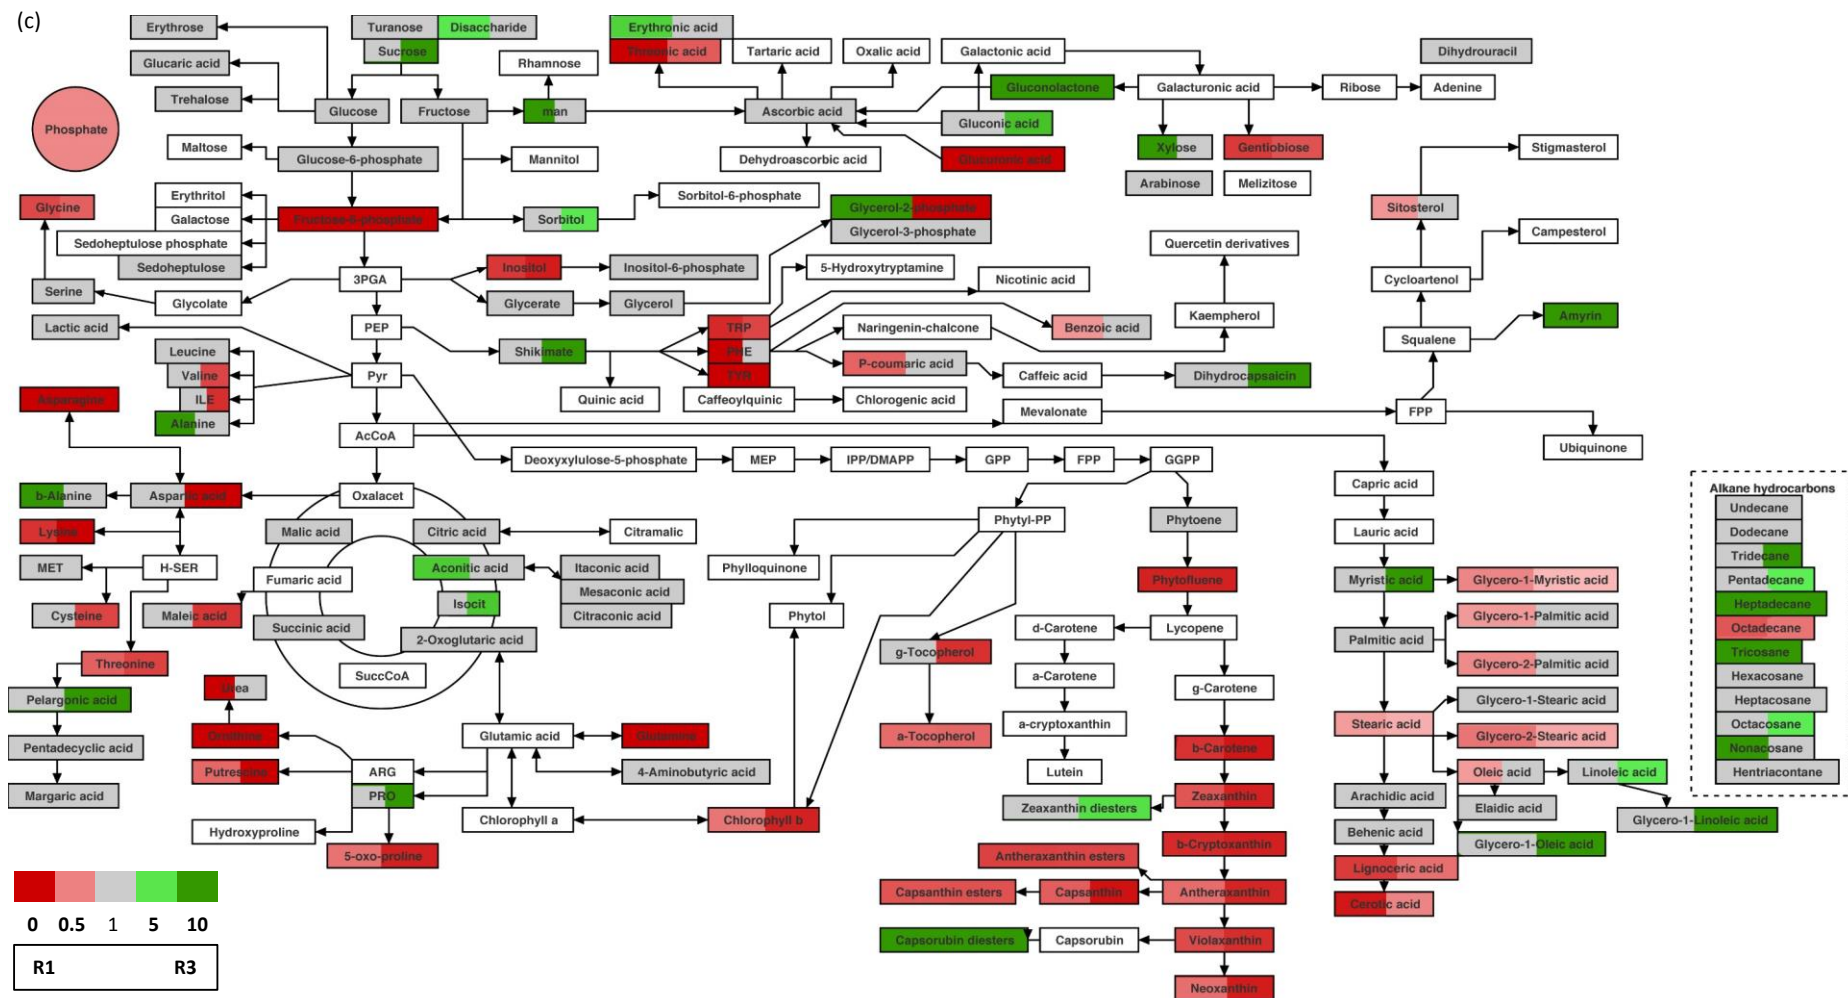 (c)
Erythrose
Turanose
Disaccharide
Erythronic acid
Sucrose
Threonic acid
Tartaric acid
Oxalic acid
Galactonic acid
Dihydrouracil
Glucaric acid
Rhamnose
Trehalose
Glucose
Fructose
man
Ascorbic acid
Gluconolactone
Galacturonic acid
Ribose
Adenine
Phosphate
Gluconic acid
Maltose
Glucose-6-phosphate
Mannitol
Dehydroascorbic acid
Glucuronic acid
Xylose
Gentiobiose
Stigmasterol
Arabinose
Melizitose
Erythritol
Sorbitol-6-phosphate
Glycine
Galactose
Fructose-6-phosphate
Sorbitol
Glycerol-2-phosphate
Sitosterol
Sedoheptulose phosphate
Glycerol-3-phosphate
Campesterol
Sedoheptulose
Quercetin derivatives
3PGA
Inositol
Inositol-6-phosphate
5-Hydroxytryptamine
Nicotinic acid
Cycloartenol
Serine
Glycolate
Glycerate
Glycerol
Kaempferol
Amyrin
Lactic acid
PEP
TRP
Naringenin-chalcone
Benzoic acid
Squalene
Leucine
Shikimate
PHE
P-coumaric acid
Valine
Pyr
TYR
Caffeic acid
Dihydrocapsaicin
Asparagine
ILE
Quinic acid
Caffeoylquinic
Chlorogenic acid
Alanine
Mevalonate
FPP
AcCoA
Ubiquinone
Deoxyxylulose-5-phosphate
MEP
IPP/DMAPP
GPP
FPP
GGPP
b-Alanine
Aspartic acid
Oxalacet
Capric acid
Alkane hydrocarbons
Undecane
Lysine
Malic acid
Citric acid
Citramalic
Phytyl-PP
Phytoene
Lauric acid
Dodecane
Tridecane
MET
H-SER
Fumaric acid
Aconitic acid
Itaconic acid
Phylloquinone
Phytofluene
Myristic acid
Glycero-1-Myristic acid
Pentadecane
Mesaconic acid
Heptadecane
Cysteine
Maleic acid
Isocit
Citraconic acid
Phytol
Glycero-1-Palmitic acid
Succinic acid
2-Oxoglutaric acid
d-Carotene
Lycopene
Palmitic acid
Octadecane
Threonine
g-Tocopherol
Glycero-2-Palmitic acid
Tricosane
SuccCoA
a-Carotene
Hexacosane
Pelargonic acid
Urea
g-Carotene
Glycero-1-Stearic acid
Heptacosane
Ornithine
Glutamic acid
Glutamine
a-Tocopherol
a-cryptoxanthin
Stearic acid
Glycero-2-Stearic acid
Octacosane
Pentadecyclic acid
b-Carotene
Nonacosane
Putrescine
ARG
4-Aminobutyric acid
Lutein
Oleic acid
Linoleic acid
Hentriacontane
Margaric acid
PRO
Zeaxanthin diesters
Zeaxanthin
Arachidic acid
Elaidic acid
Hydroxyproline
Chlorophyll a
Chlorophyll b
Behenic acid
Glycero-1-Linoleic acid
5-oxo-proline
Antheraxanthin esters
b-Cryptoxanthin
Glycero-1-Oleic acid
Lignoceric acid
Capsanthin esters
Capsanthin
Antheraxanthin
Cerotic acid
0 0.5 1 5 10
Capsorubin diesters
Capsorubin
Violaxanthin
R1 R3
Neoxanthin